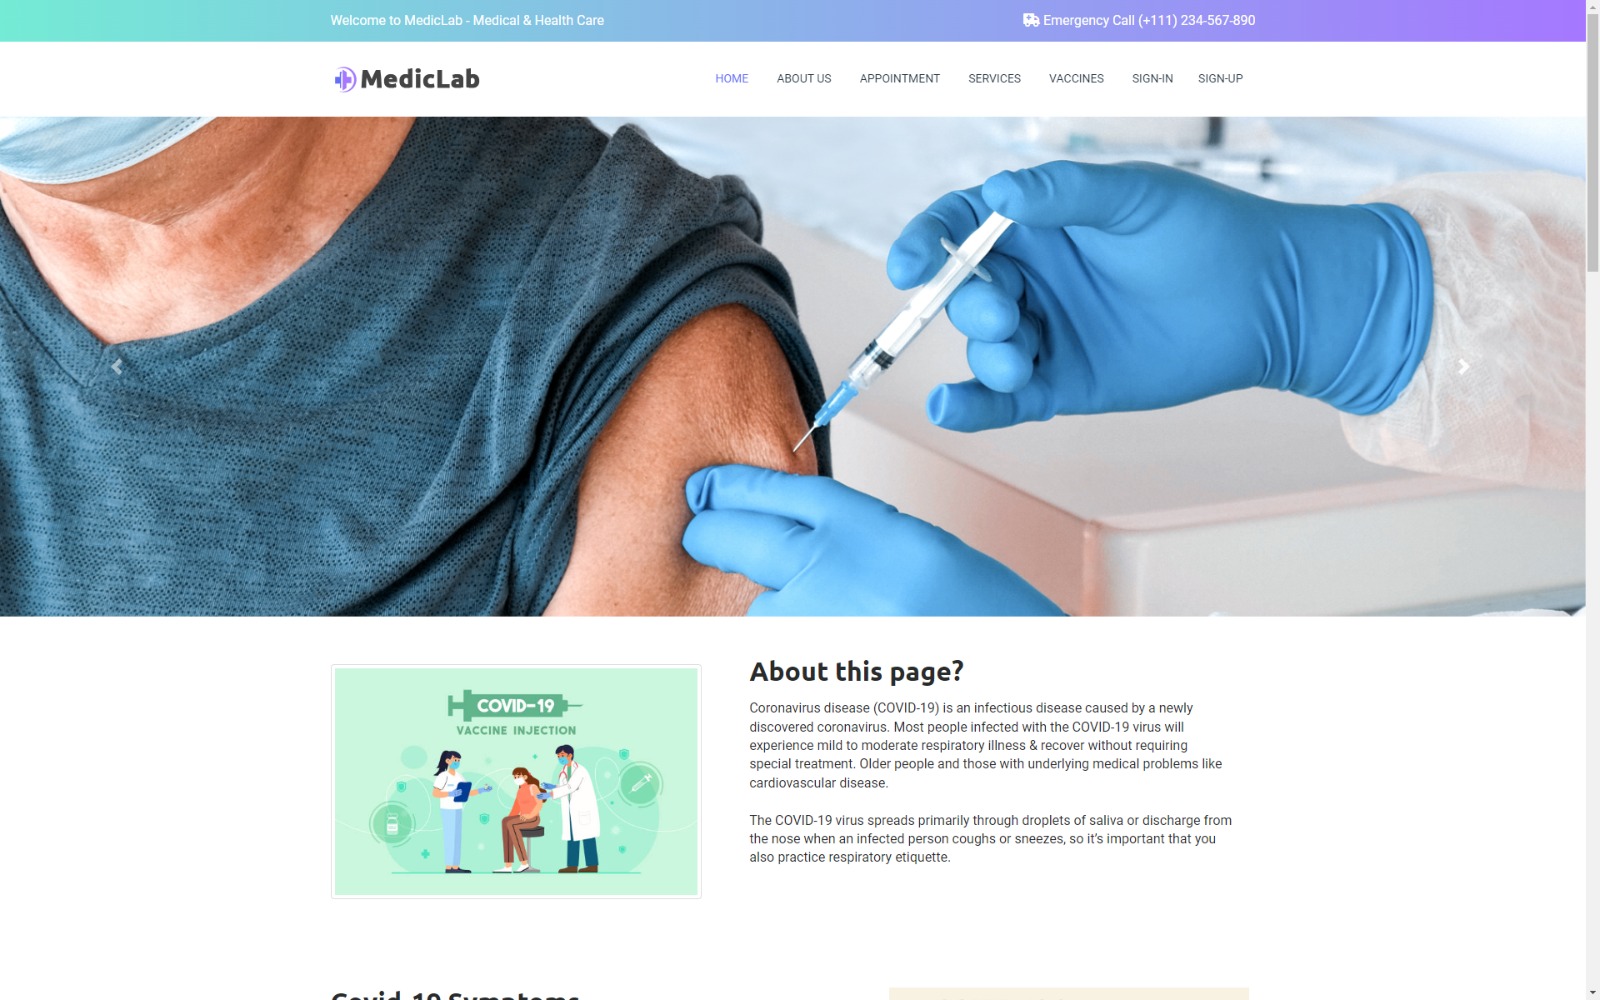 Welcome to MedicLab - Medical & Health Care
Emergency Call (+111) 234-567-890
MedicLab
HOME
ABOUT US
APPOINTMENT
SERVICES
VACCINES
SIGN-IN
SIGN-UP
COVID-19
VACCINE INJECTION
About this page?
Coronavirus disease (COVID-19) is an infectious disease caused by a newly
discovered coronavirus. Most people infected with the COVID-19 virus will
experience mild to moderate respiratory illness & recover without requiring
special treatment. Older people and those with underlying medical problems like
cardiovascular disease.
The COVID-19 virus spreads primarily through droplets of saliva or discharge from
the nose when an infected person coughs or sneezes, so it’s important that you
also practice respiratory etiquette.
Covid-19 Symptoms